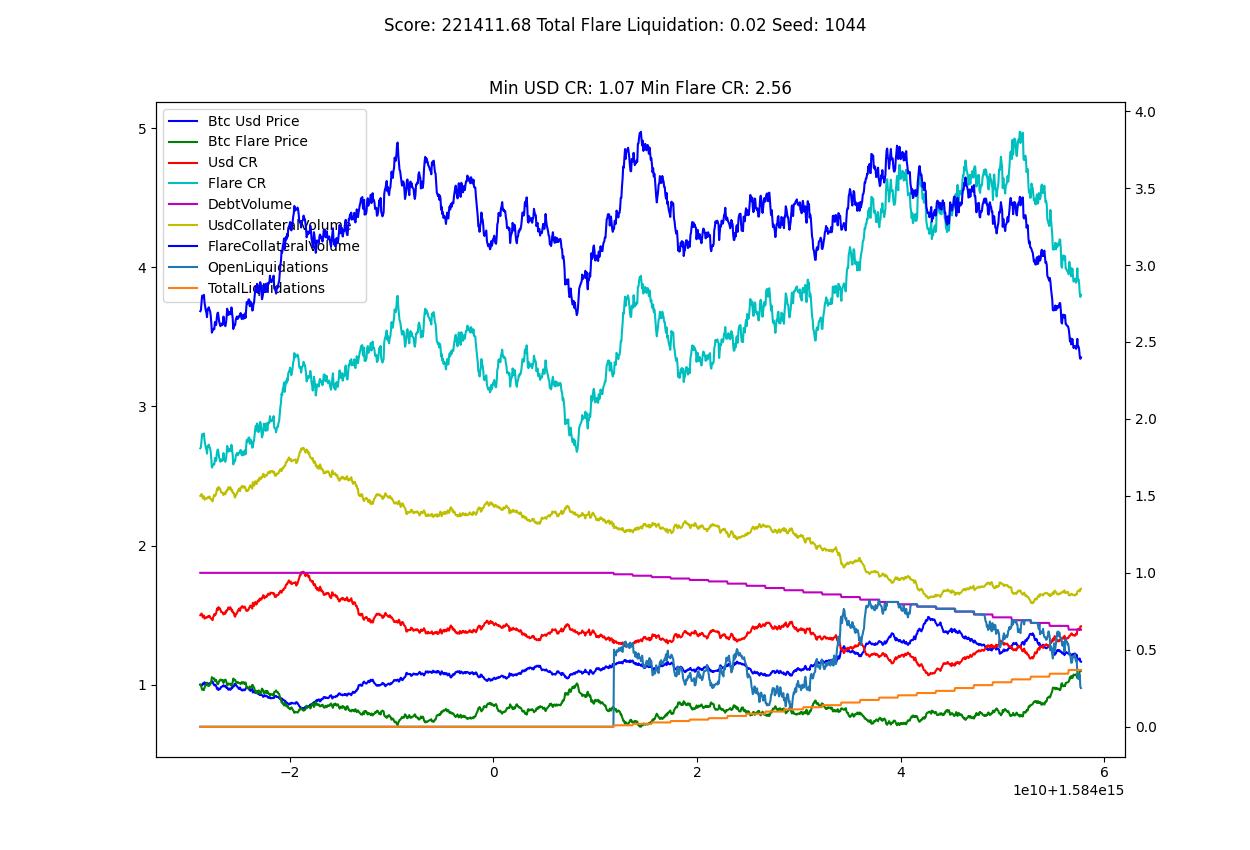 Score: 221411.68 Total Flare Liquidation: 0.02 Seed: 1044
Min USD CR: 1.07 Min Flare CR: 2.56
Btc Usd Price
Btc Flare Price
Usd CR
Flare CR
DebtVolume
UsdCollateralVolume
FlareCollateralVolume
OpenLiquidations
TotalLiquidations
5
4
3
2
1
4.0
3.5
3.0
2.5
2.0
1.5
1.0
0.5
0.0
−2 0 2 4 6
1e10+1.584e15